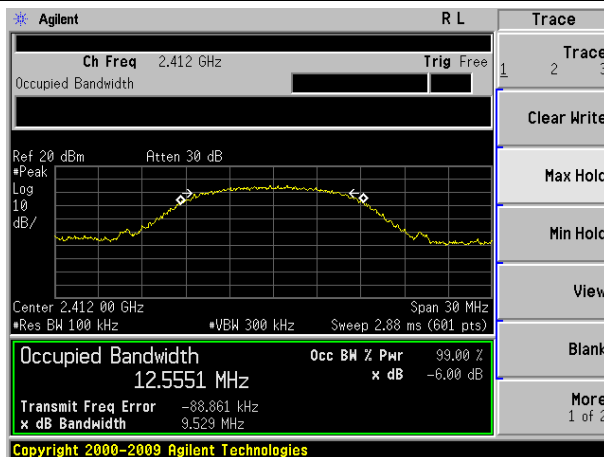 Agilent R L Trace
Ch Freq 2.412 GHz Trig Free
Occupied Bandwidth
Trace
1 2 3
Clear Write
Max Hold
Min Hold
View
Blank
More
1 of 2
Ref 20 dBm Atten 30 dB
#Peak
Log
10
dB/
Center 2.412 00 GHz Span 30 MHz
#Res BW 100 kHz #VBW 300 kHz Sweep 2.88 ms (601 pts)
Occupied Bandwidth Occ BW % Pwr 99.00 %
12.5551 MHz x dB -6.00 dB
Transmit Freq Error -88.861 kHz
x dB Bandwidth 9.529 MHz
Copyright 2000-2009 Agilent Technologies